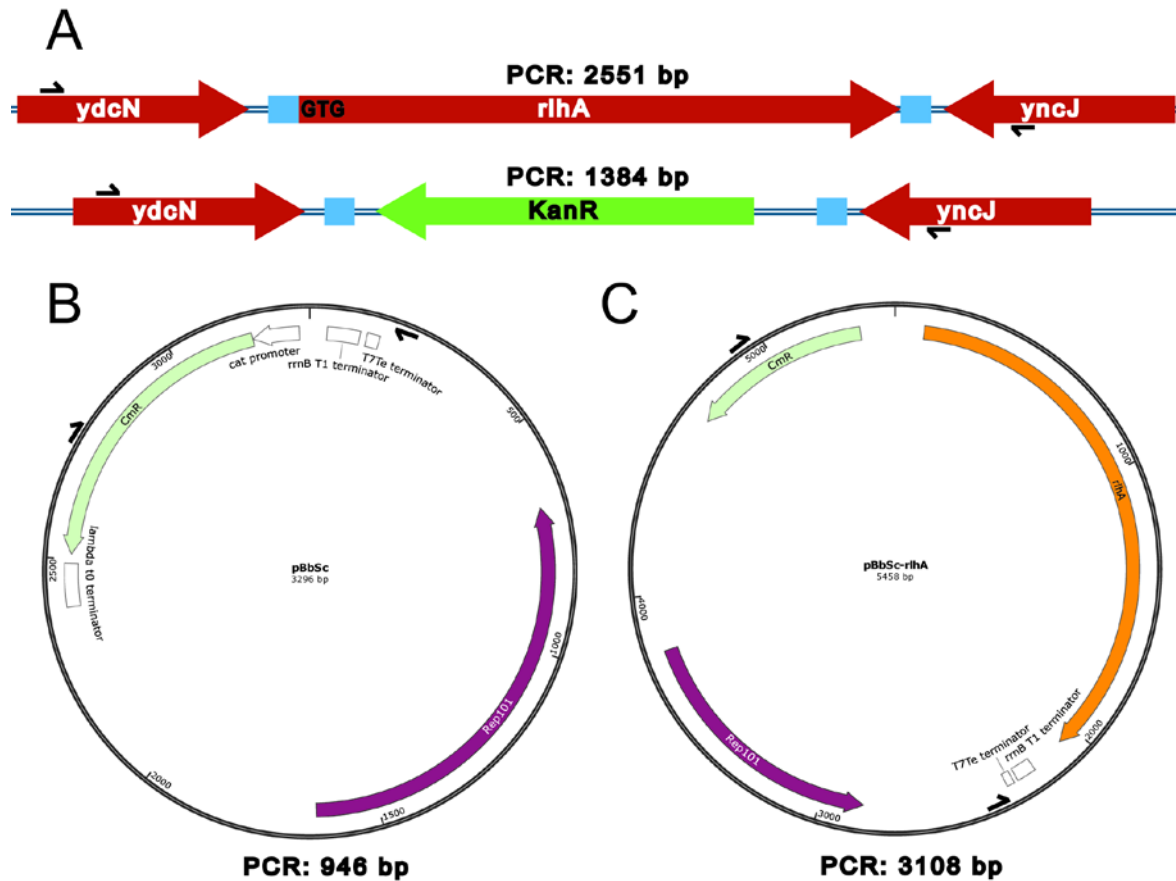 A
PCR: 2551 bp
ydcN
GTG
rlhA
yncJ
PCR: 1384 bp
ydcN
KanR
yncJ
B
cat promoter
rrnB T1 terminator
T7Te terminator
3000
CmR
500
2500
lambda t0 terminator
pBbSc
3296 bp
1000
Rep101
2000
1500
PCR: 946 bp
C
5000
CmR
1000
rlhA
pBbSc-rlhA
5458 bp
4000
Rep101
T7Te terminator
rrnB T1 terminator
2000
3000
PCR: 3108 bp